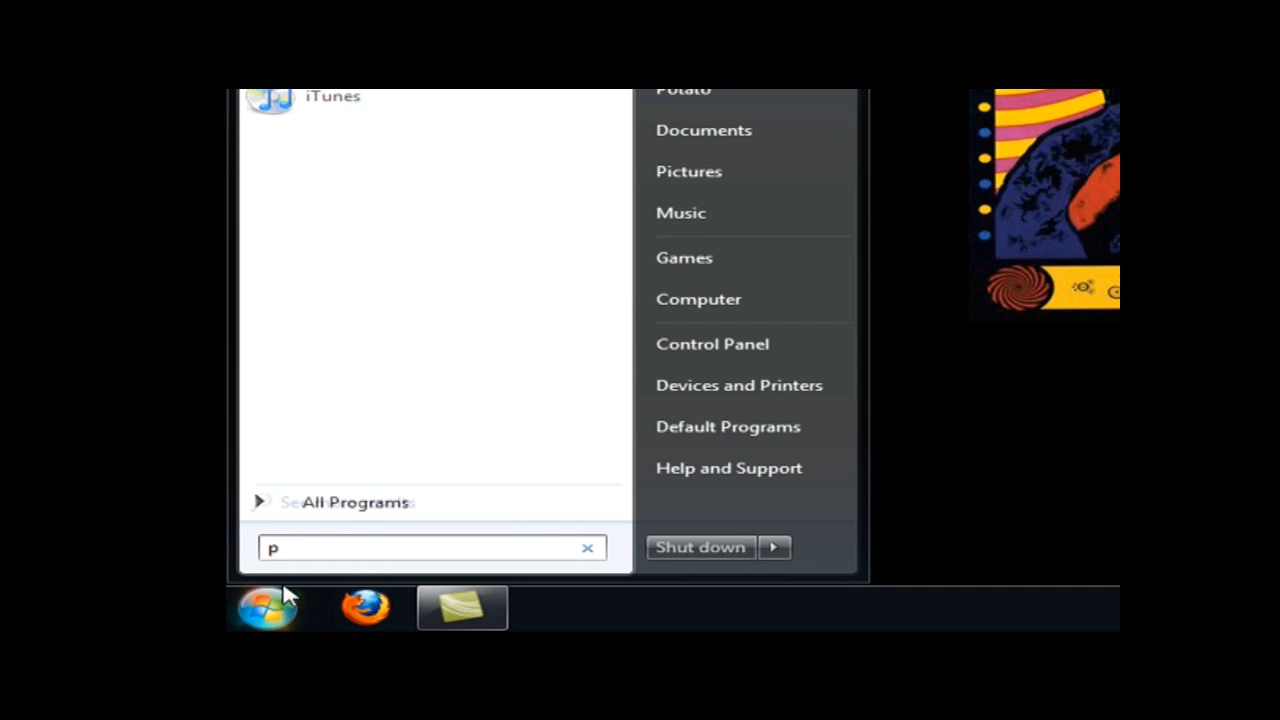 iTunes
Potato
Documents
Pictures
Music
Games
Computer
Control Panel
Devices and Printers
Default Programs
Help and Support
All Programs
p
Shut down